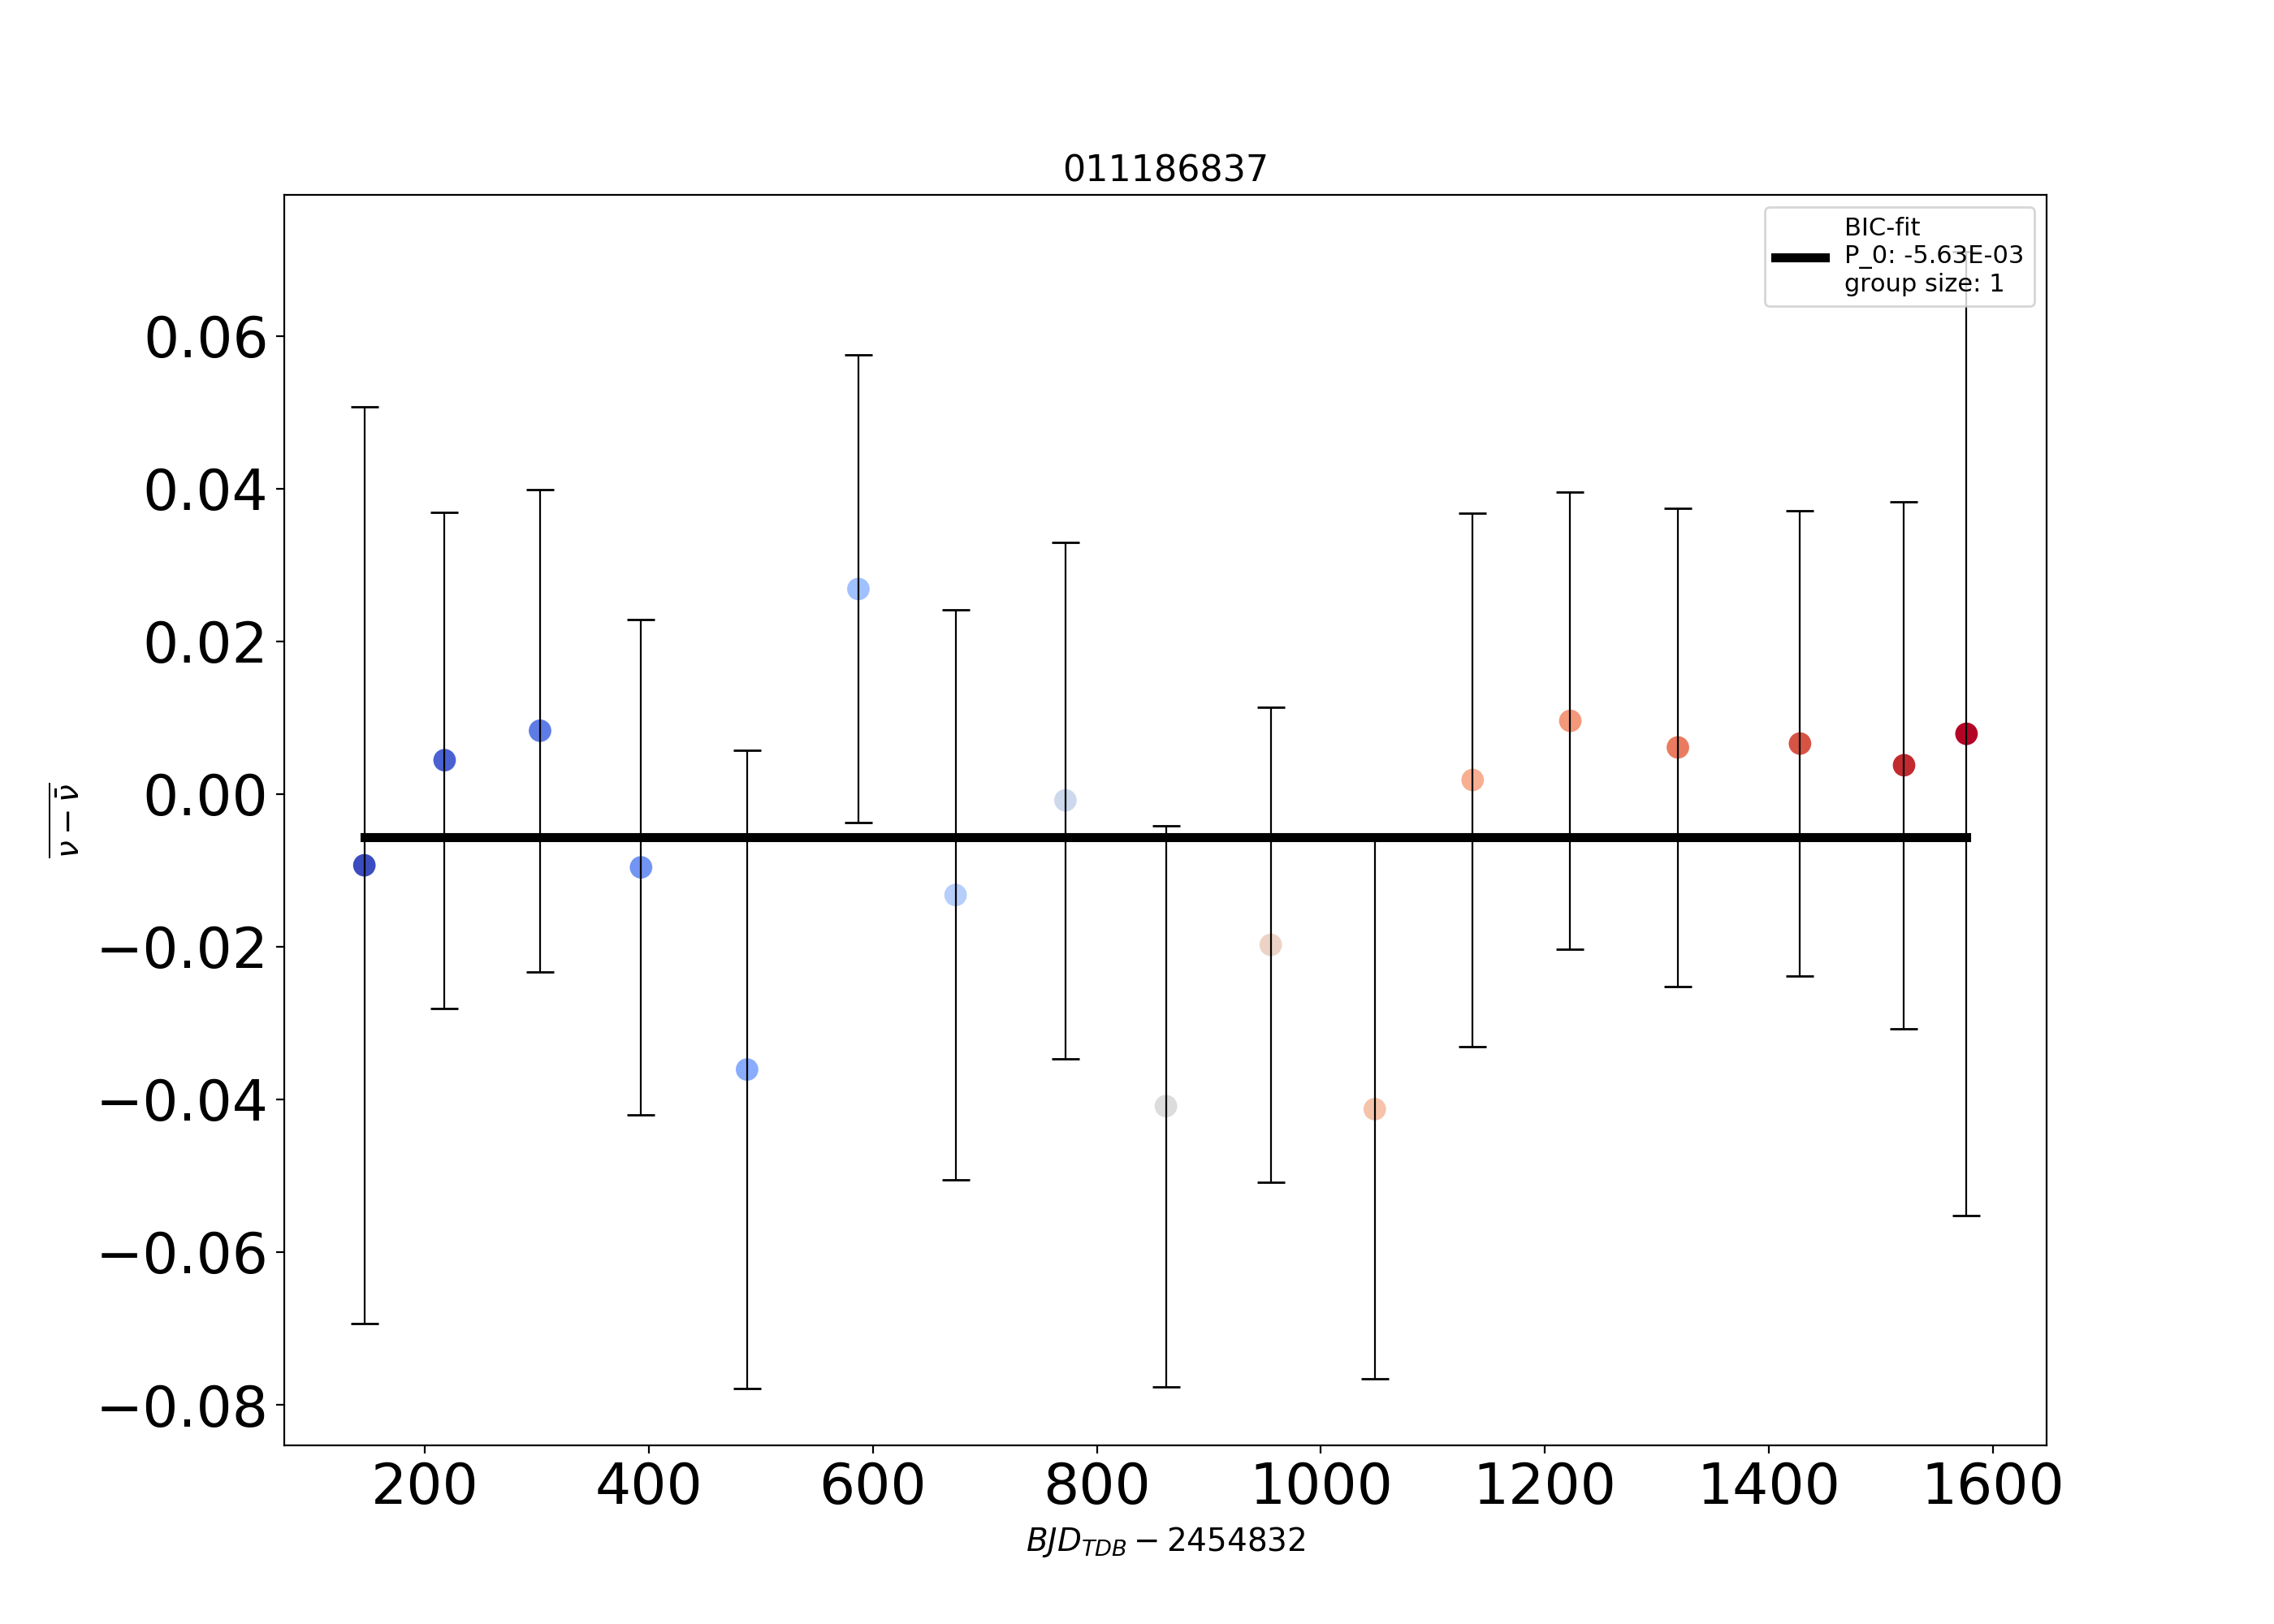 011186837
BIC-fit
P_0: -5.63E-03
group size: 1
0.06
0.04
0.02
0.00
−0.02
−0.04
−0.06
−0.08
ν − ν̄
200 400 600 800 1000 1200 1400 1600
BJD_TDB − 2454832